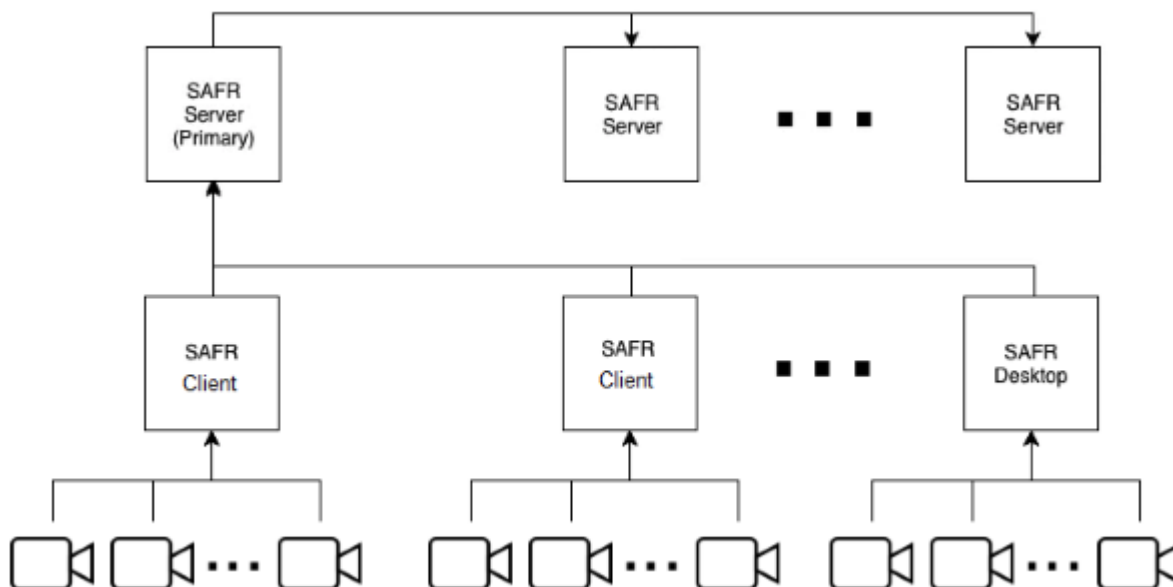 SAFR
Server
(Primary)
SAFR
Server
SAFR
Server
SAFR
Client
SAFR
Client
SAFR
Desktop